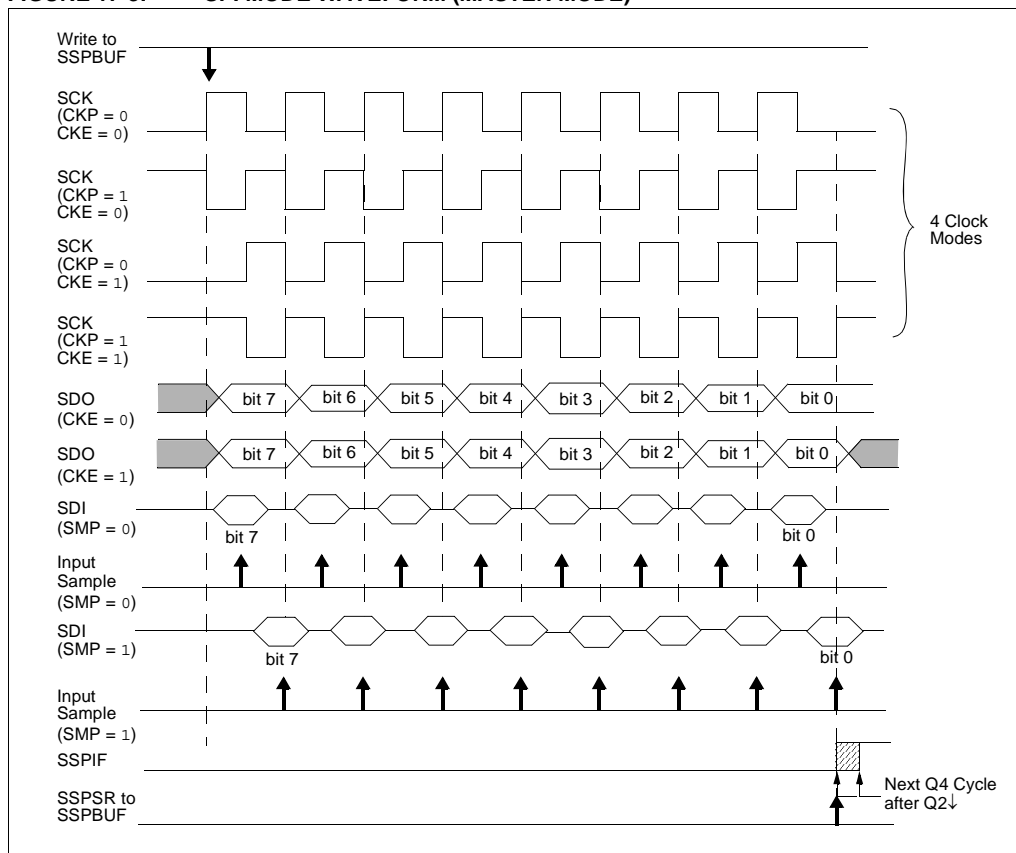 Write to
SSPBUF
SCK
(CKP = 0
CKE = 0)
SCK
(CKP = 1
CKE = 0)
4 Clock
Modes
SCK
(CKP = 0
CKE = 1)
SCK
(CKP = 1
CKE = 1)
SDO
(CKE = 0)
bit 7 bit 6 bit 5 bit 4 bit 3 bit 2 bit 1 bit 0
SDO
(CKE = 1)
bit 7 bit 6 bit 5 bit 4 bit 3 bit 2 bit 1 bit 0
SDI
(SMP = 0)
bit 7 bit 0
Input
Sample
(SMP = 0)
SDI
(SMP = 1)
bit 7 bit 0
Input
Sample
(SMP = 1)
SSPIF
Next Q4 Cycle
after Q2↓
SSPSR to
SSPBUF